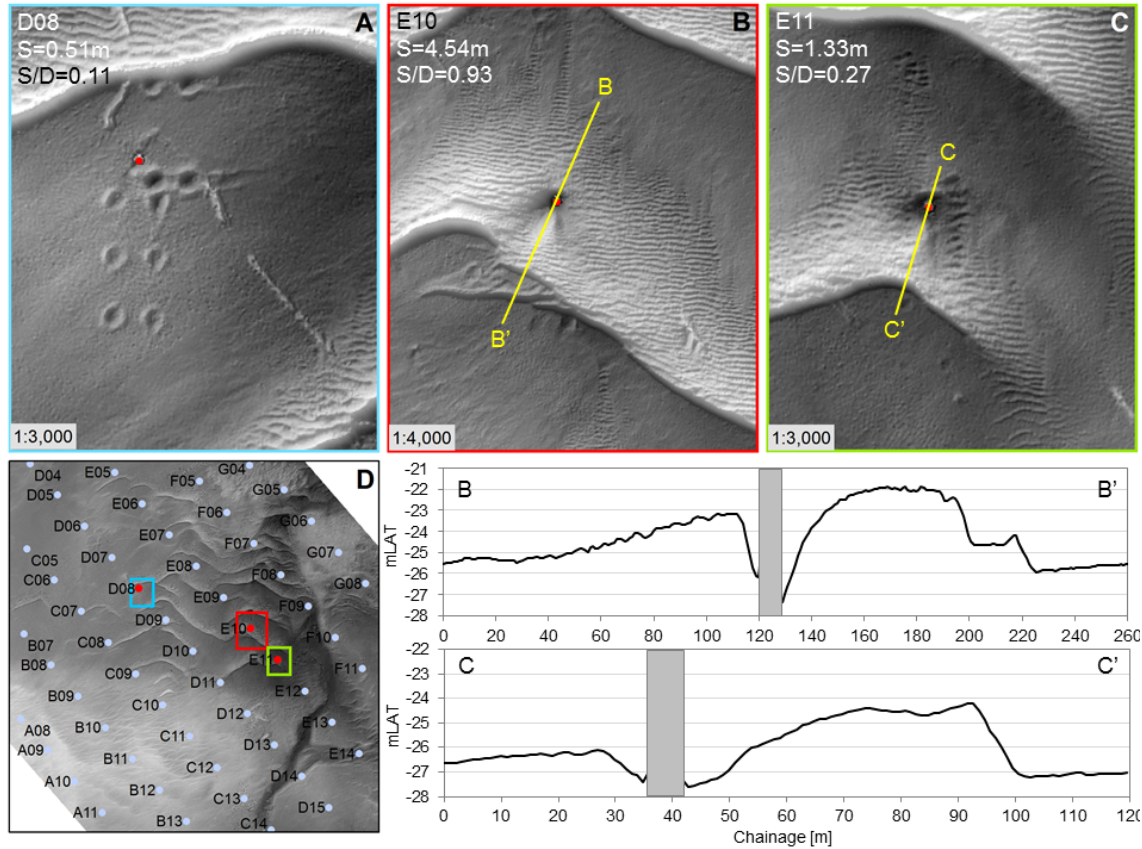 D08
A
S=0.51m
S/D=0.11
1:3,000
E10
B
S=4.54m
S/D=0.93
B
B’
1:4,000
E11
C
S=1.33m
S/D=0.27
C
C’
1:3,000
D
D04
E05
G04
D05
F05
G05
E06
D06
F06
G06
E07
F07
C05
D07
G07
C06
E08
F08
D08
G08
C07
E09
F09
D09
B07
C08
E10
F10
B08
D10
E11
F11
C09
B09
D11
E12
C10
A08
B10
D12
E13
A09
C11
B11
D13
E14
C12
A10
B12
D14
A11
C13
D15
B13
C14
-21
-22
-23
-24
-25
-26
-27
-28
mLAT
B
B’
0 20 40 60 80 100 120 140 160 180 200 220 240 260
-22
-23
-24
-25
-26
-27
-28
mLAT
C
C’
0 10 20 30 40 50 60 70 80 90 100 110 120
Chainage [m]